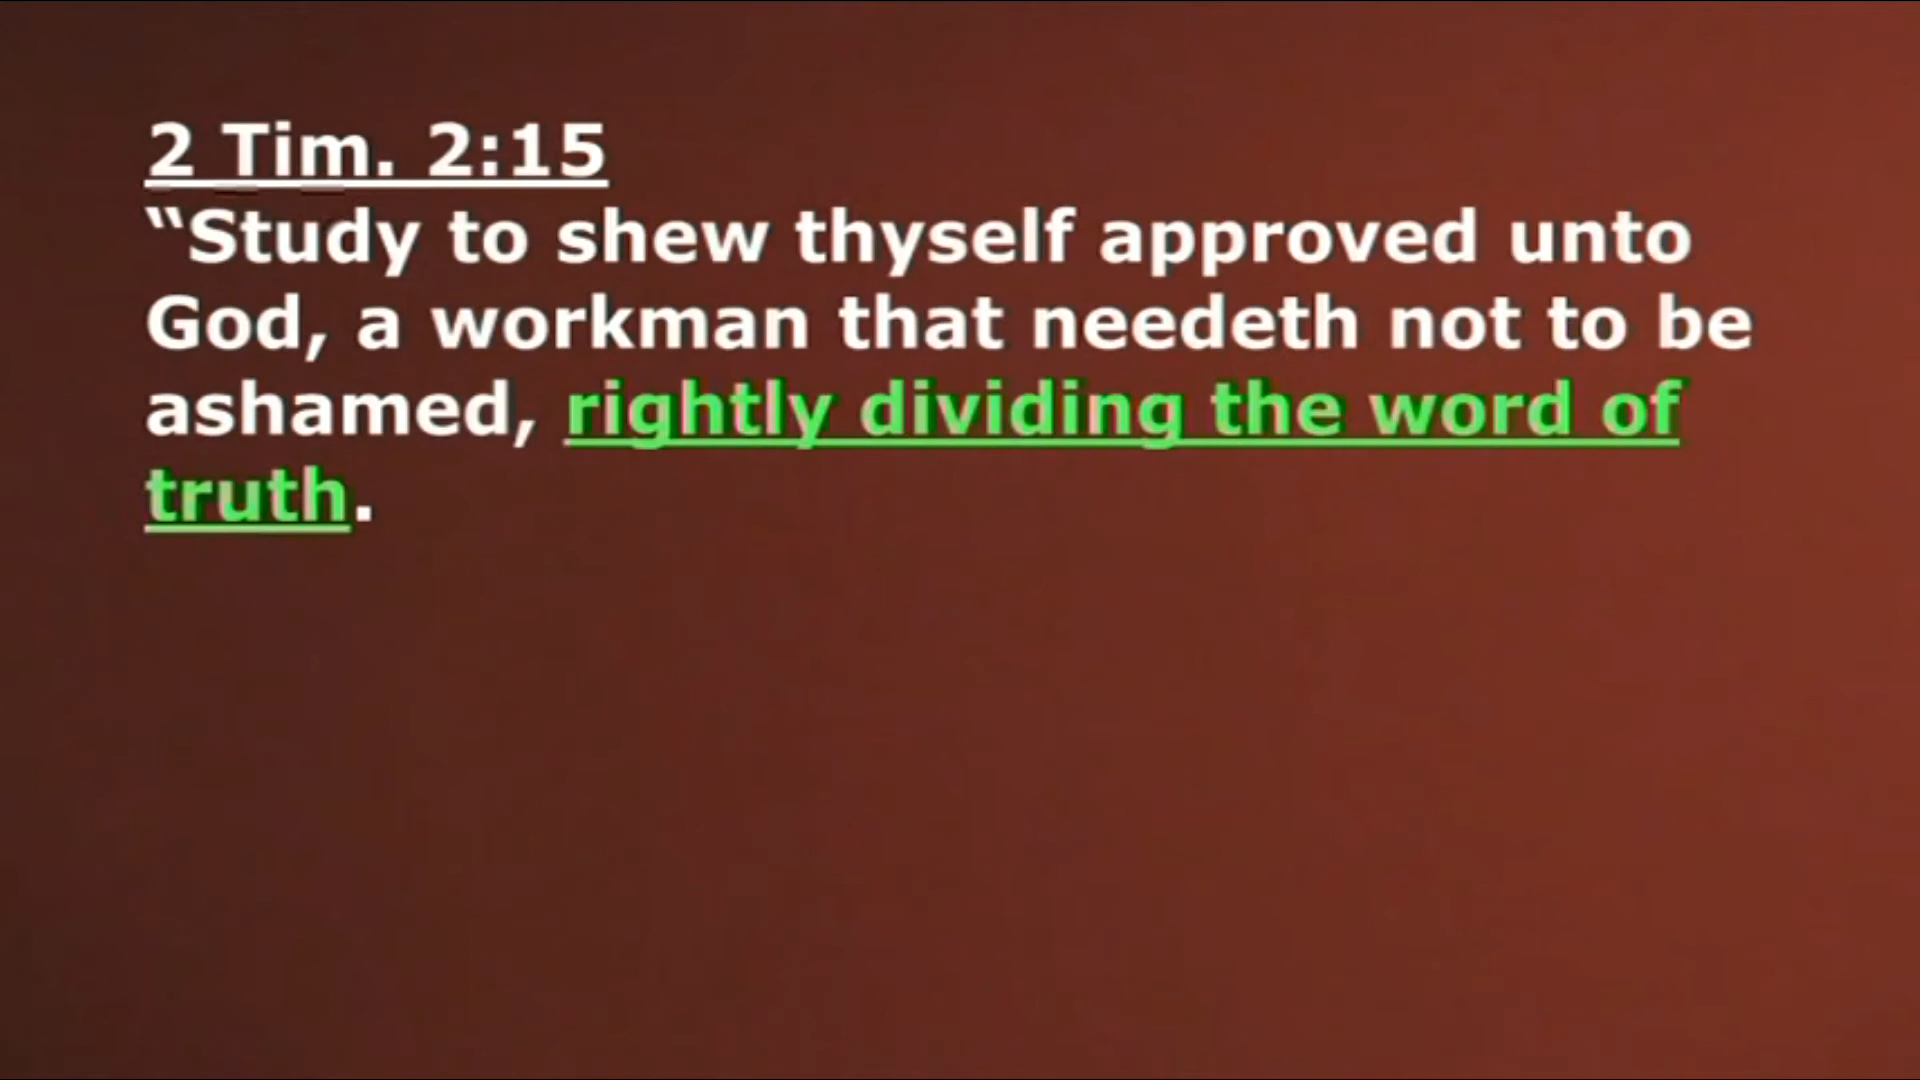 2 Tim. 2:15
“Study to shew thyself approved unto
God, a workman that needeth not to be
ashamed, rightly dividing the word of
truth.